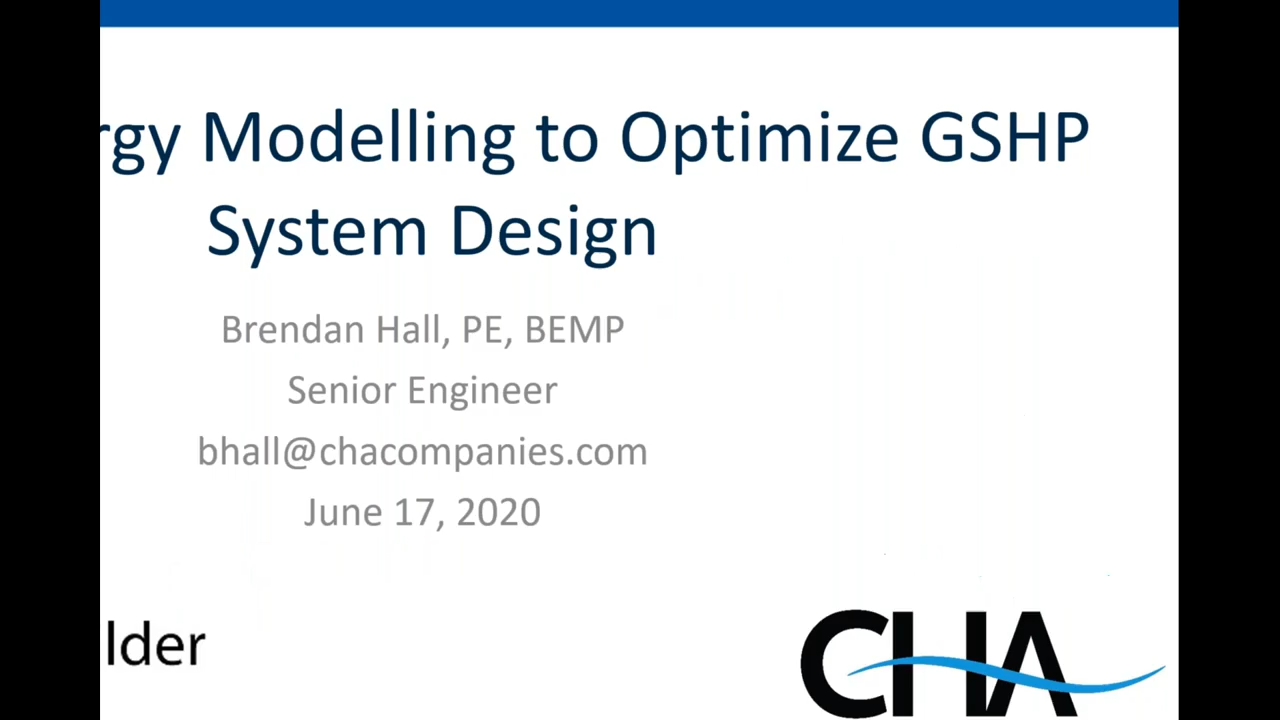 rgy Modelling to Optimize GSHP
System Design
Brendan Hall, PE, BEMP
Senior Engineer
bhall@chacompanies.com
June 17, 2020
lder
CHA